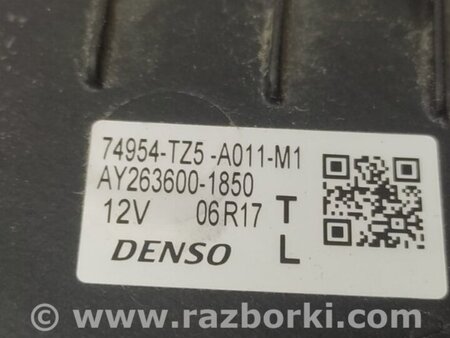 74954-TZ5-A011-M1
AY263600-1850
12V 06R17 T
DENSO L
© www.razborki.com